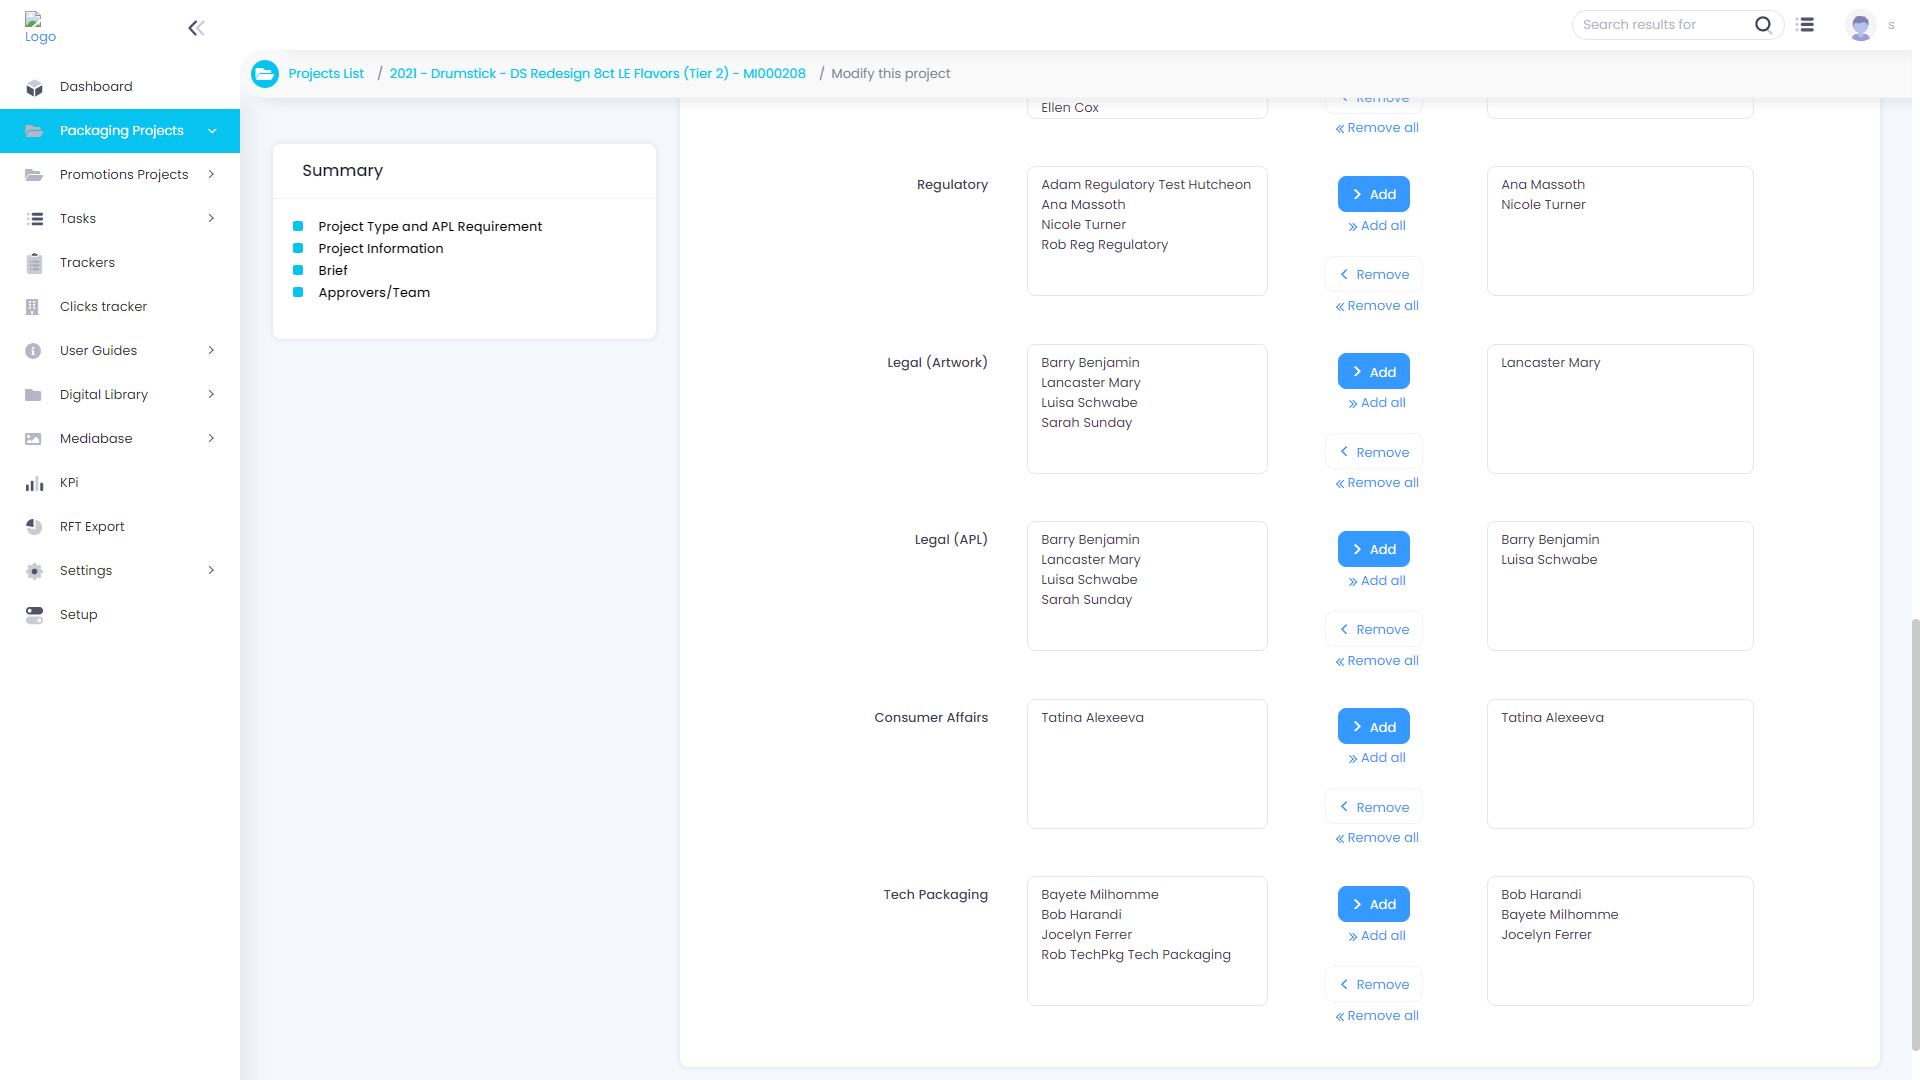 Logo
Search results for
s
Projects List / 2021 - Drumstick - DS Redesign 8ct LE Flavors (Tier 2) - MI000208 / Modify this project
Dashboard
Packaging Projects
Promotions Projects
Tasks
Trackers
Clicks tracker
User Guides
Digital Library
Mediabase
KPi
RFT Export
Settings
Setup
Summary
Project Type and APL Requirement
Project Information
Brief
Approvers/Team
Ellen Cox
Remove
Remove all
Regulatory
Adam Regulatory Test Hutcheon
Ana Massoth
Nicole Turner
Rob Reg Regulatory
Add
Add all
Remove
Remove all
Ana Massoth
Nicole Turner
Legal (Artwork)
Barry Benjamin
Lancaster Mary
Luisa Schwabe
Sarah Sunday
Add
Add all
Remove
Remove all
Lancaster Mary
Legal (APL)
Barry Benjamin
Lancaster Mary
Luisa Schwabe
Sarah Sunday
Add
Add all
Remove
Remove all
Barry Benjamin
Luisa Schwabe
Consumer Affairs
Tatina Alexeeva
Add
Add all
Remove
Remove all
Tatina Alexeeva
Tech Packaging
Bayete Milhomme
Bob Harandi
Jocelyn Ferrer
Rob TechPkg Tech Packaging
Add
Add all
Remove
Remove all
Bob Harandi
Bayete Milhomme
Jocelyn Ferrer